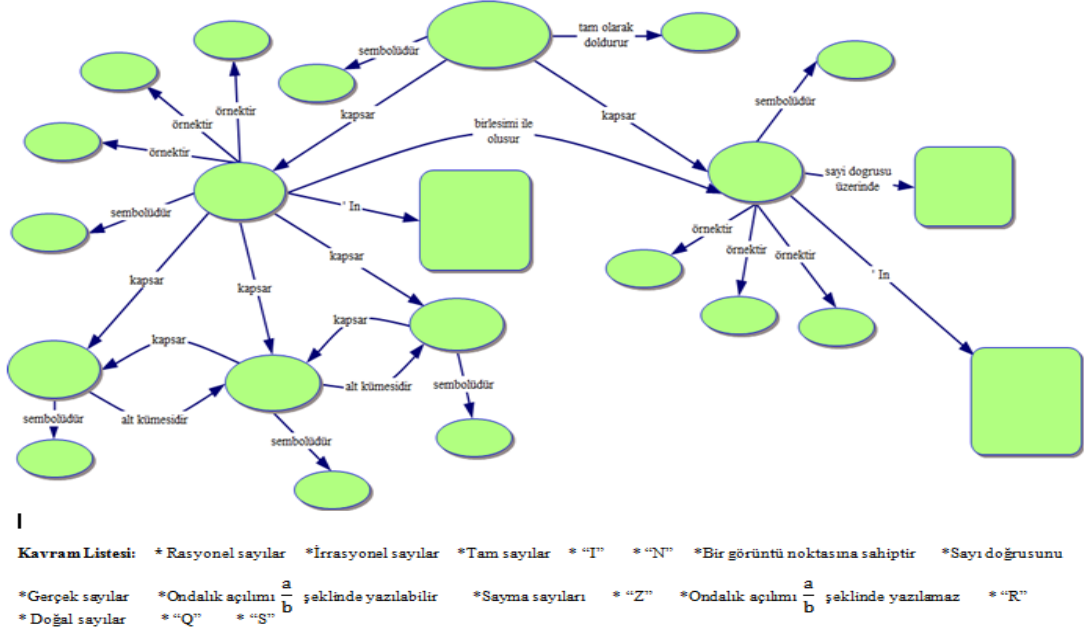 tam olarak
doldurur
sembolüdür
örnektir
örnektir
örnektir
kapsar
kapsar
sembolüdür
birlesimi ile
olusur
sayi dogrusu
üzerinde
sembolüdür
' In
kapsar
kapsar
kapsar
örnektir
örnektir
örnektir
' In
kapsar
kapsar
alt kümesidir
alt kümesidir
sembolüdür
sembolüdür
sembolüdür
Kavram Listesi: * Rasyonel sayılar *İrrasyonel sayılar *Tam sayılar * “I” * “N” *Bir görüntü noktasına sahiptir *Sayı doğrusunu
*Gerçek sayılar *Ondalık açılımı a/b şeklinde yazılabilir *Sayma sayıları * “Z” *Ondalık açılımı a/b şeklinde yazılamaz * “R”
* Doğal sayılar * “Q” * “S”